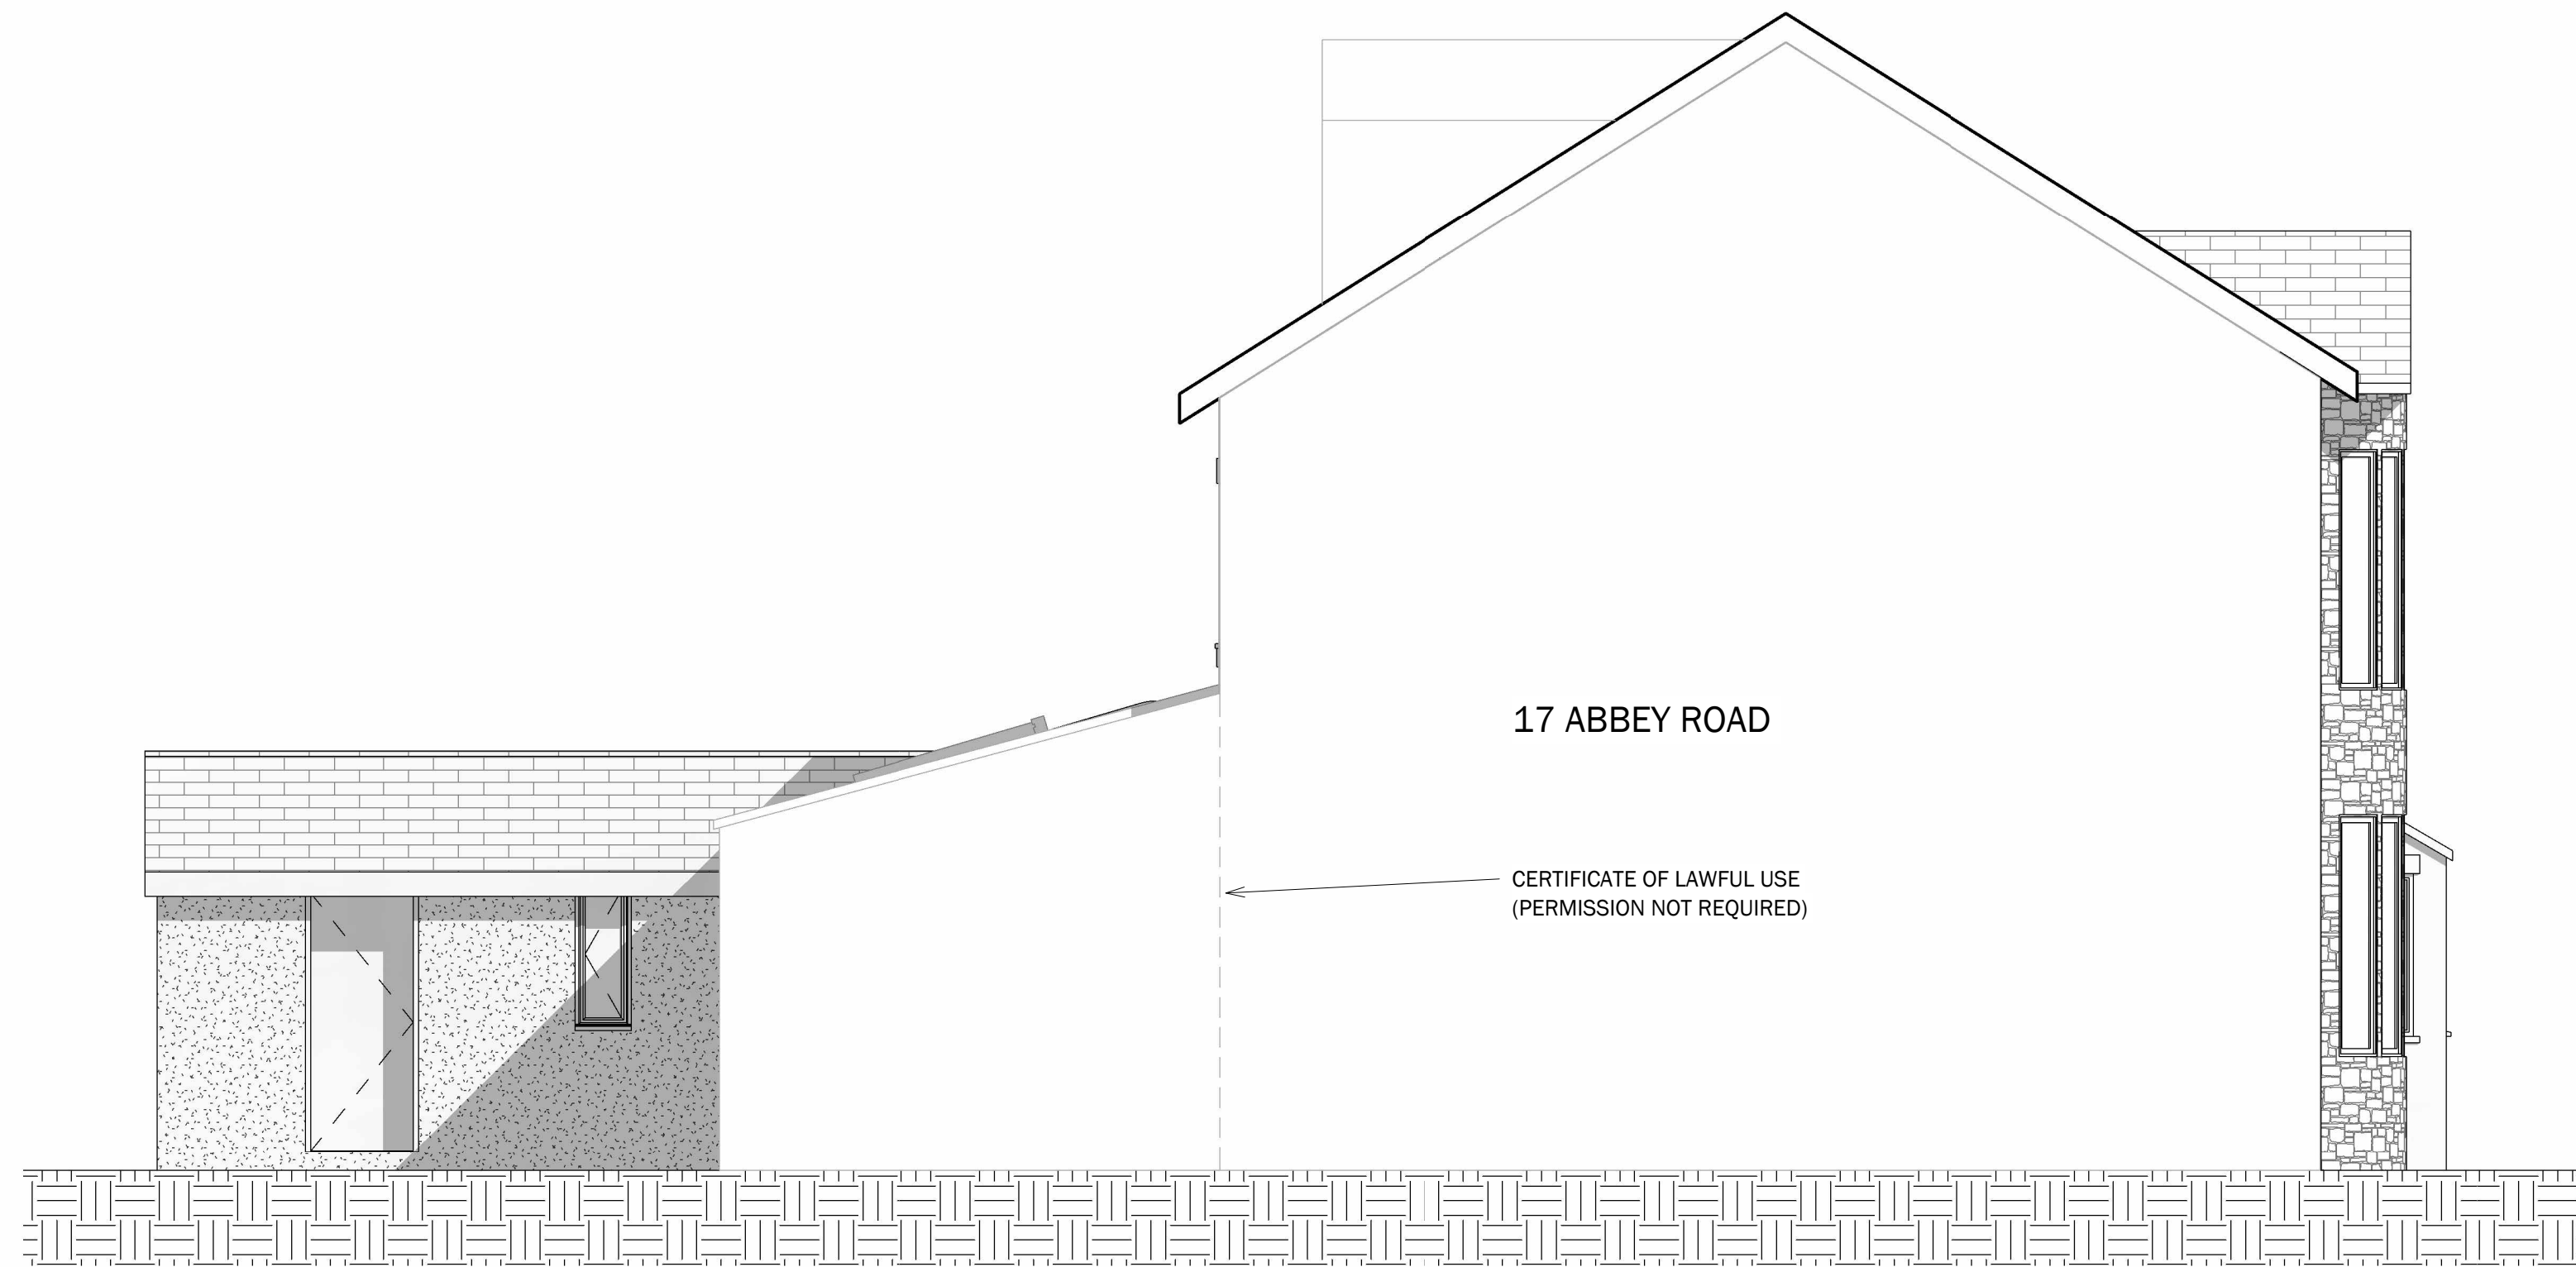 17 ABBEY ROAD
CERTIFICATE OF LAWFUL USE
(PERMISSION NOT REQUIRED)